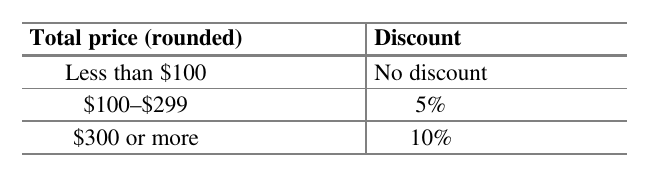 Total price (rounded) Discount
Less than $100 No discount
$100–$299 5%
$300 or more 10%